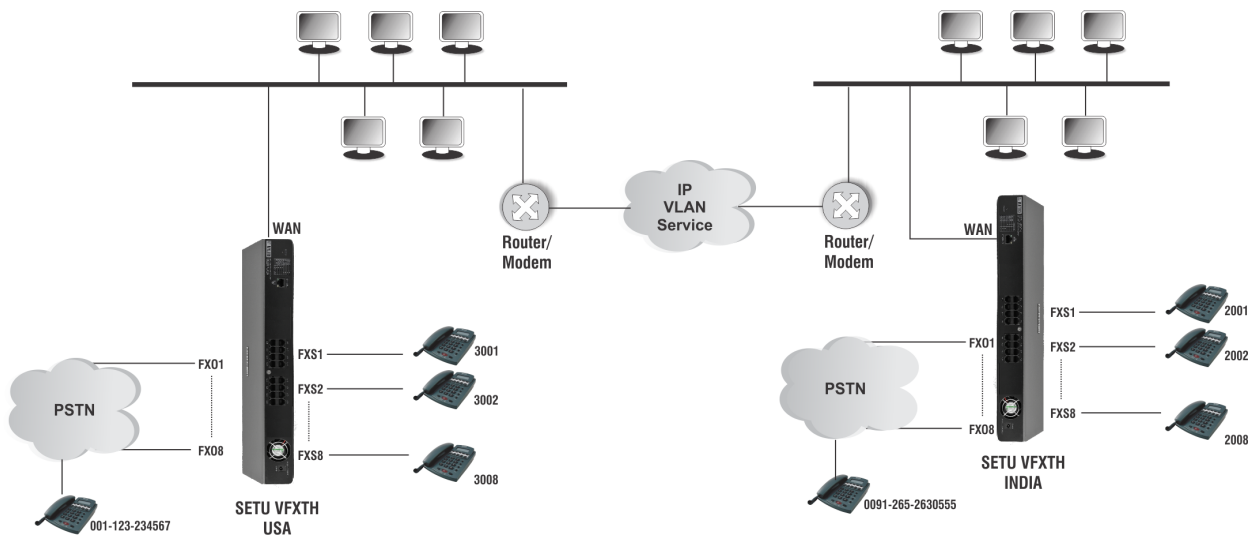 IP
VLAN
Service
Router/
Modem
Router/
Modem
WAN
FXO1
FXO8
FXS1
FXS2
FXS8
3001
3002
3008
PSTN
001-123-234567
SETU VFXTH
USA
WAN
FXO1
FXO8
FXS1
FXS2
FXS8
2001
2002
2008
PSTN
0091-265-2630555
SETU VFXTH
INDIA